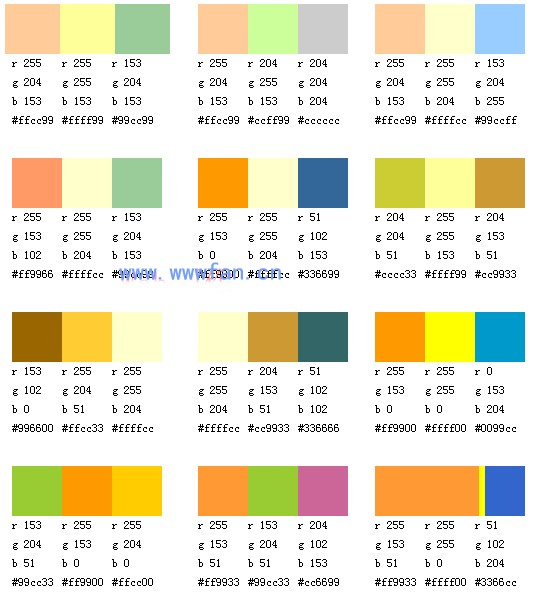 r 255 r 255 r 153
g 204 g 255 g 204
b 153 b 153 b 153
#ffcc99 #ffff99 #99cc99
r 255 r 204 r 204
g 204 g 255 g 204
b 153 b 153 b 204
#ffcc99 #ccff99 #cccccc
r 255 r 255 r 153
g 204 g 255 g 204
b 153 b 204 b 255
#ffcc99 #ffffcc #99ccff
r 255 r 255 r 153
g 153 g 255 g 204
b 102 b 204 b 153
#ff9966 #ffffcc #99cc99
r 255 r 255 r 51
g 153 g 255 g 102
b 0 b 204 b 153
#ff9900 #ffffcc #336699
r 204 r 255 r 204
g 204 g 255 g 153
b 51 b 153 b 51
#cccc33 #ffff99 #cc9933
r 153 r 255 r 255
g 102 g 204 g 255
b 0 b 51 b 204
#996600 #ffcc33 #ffffcc
r 255 r 204 r 51
g 255 g 153 g 102
b 204 b 51 b 102
#ffffcc #cc9933 #336666
r 255 r 255 r 0
g 153 g 255 g 153
b 0 b 0 b 204
#ff9900 #ffff00 #0099cc
r 153 r 255 r 255
g 204 g 153 g 204
b 51 b 0 b 0
#99cc33 #ff9900 #ffcc00
r 255 r 153 r 204
g 153 g 204 g 102
b 51 b 51 b 153
#ff9933 #99cc33 #cc6699
r 255 r 255 r 51
g 153 g 255 g 102
b 51 b 0 b 204
#ff9933 #ffff00 #3366cc